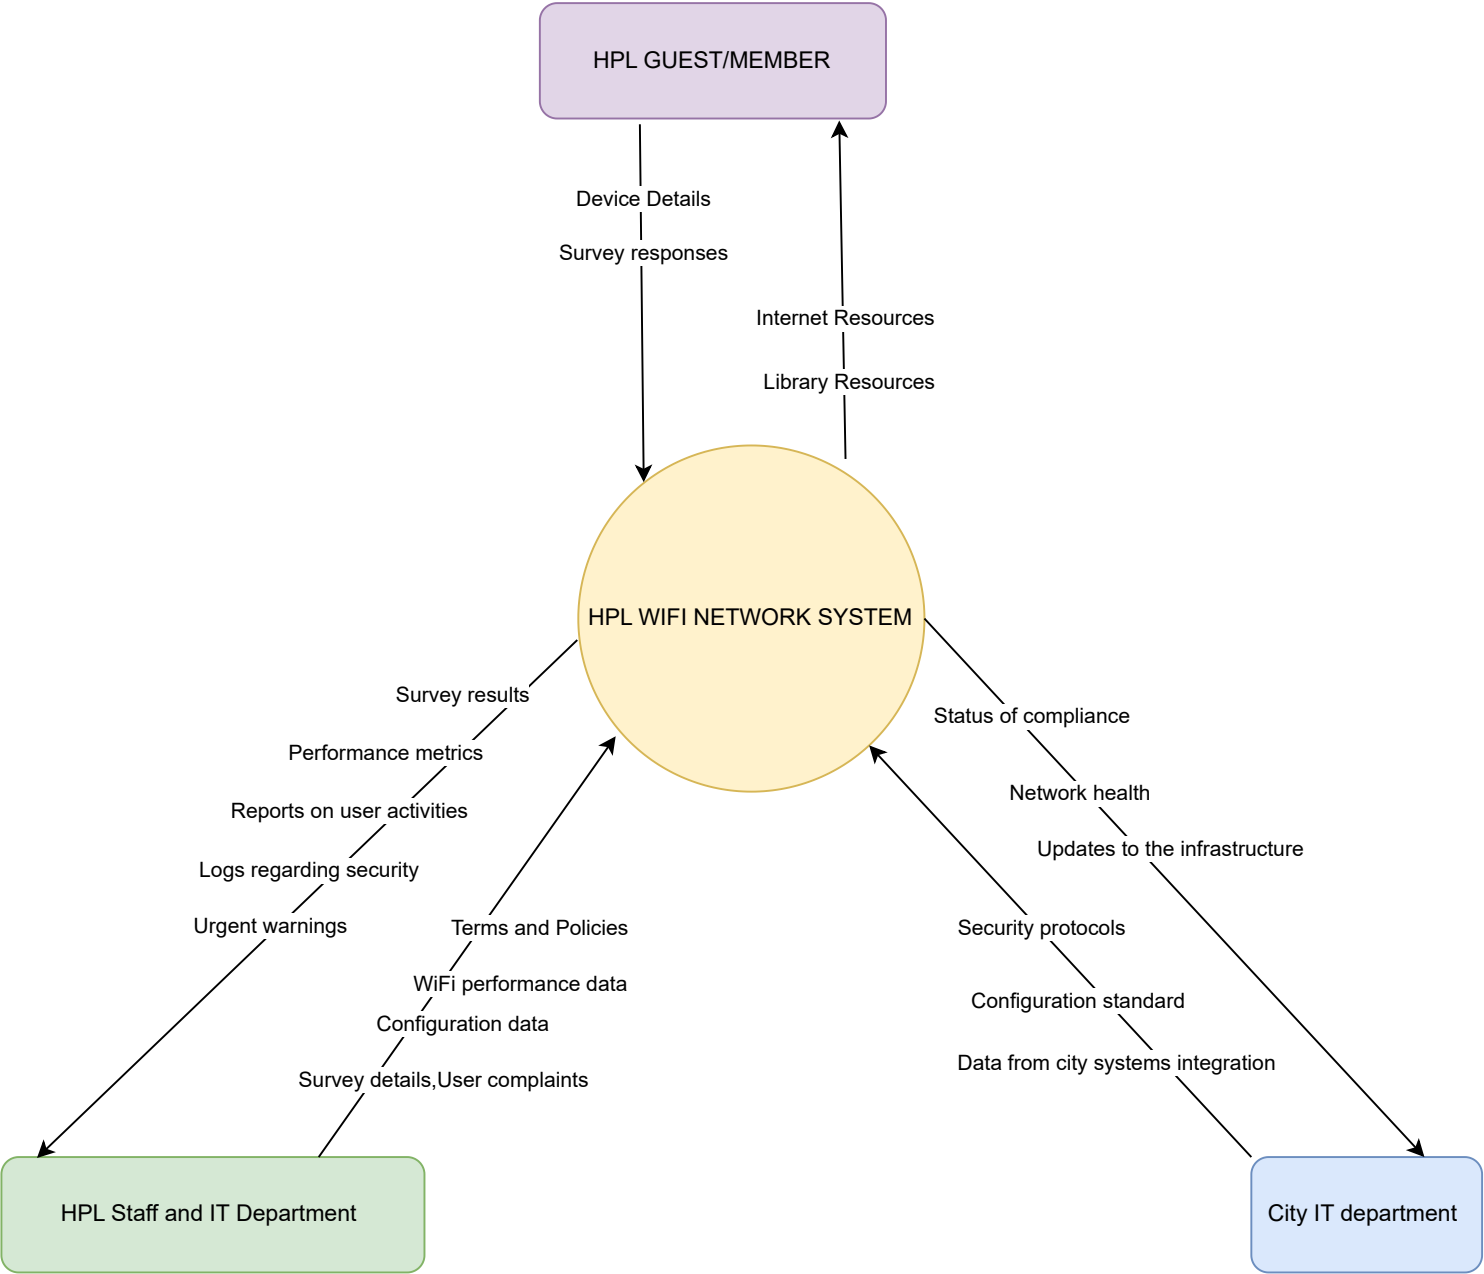 HPL GUEST/MEMBER
Device Details
Survey responses
Internet Resources
Library Resources
HPL WIFI NETWORK SYSTEM
Survey results
Performance metrics
Reports on user activities
Logs regarding security
Urgent warnings
Terms and Policies
WiFi performance data
Configuration data
Survey details,User complaints
Status of compliance
Network health
Updates to the infrastructure
Security protocols
Configuration standard
Data from city systems integration
HPL Staff and IT Department
City IT department